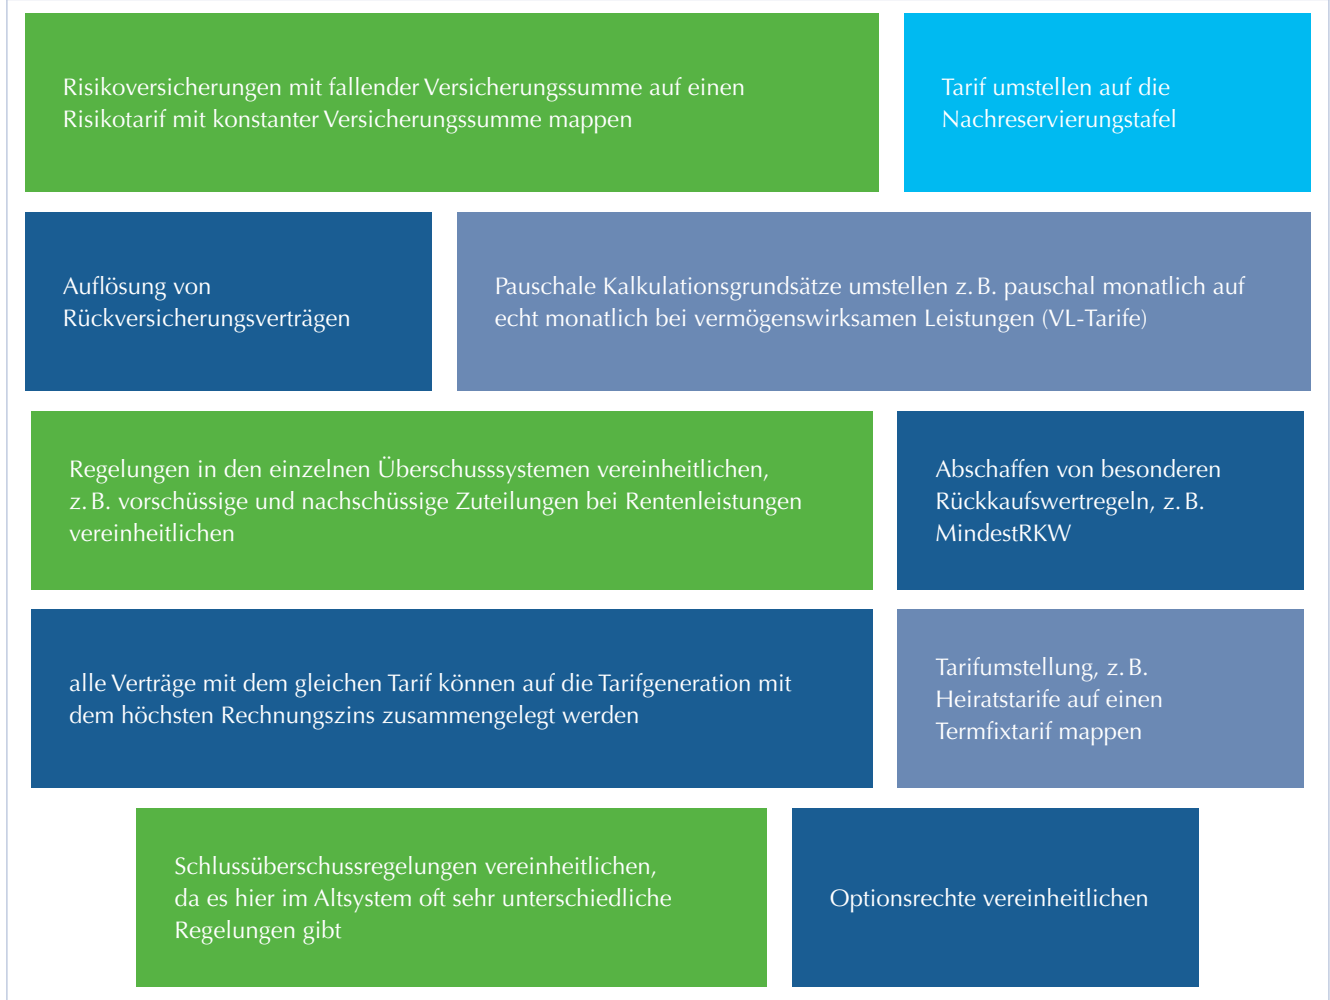 Risikoversicherungen mit fallender Versicherungssumme auf einen
Risikotarif mit konstanter Versicherungssumme mappen
Tarif umstellen auf die
Nachreservierungstafel
Auflösung von
Rückversicherungsverträgen
Pauschale Kalkulationsgrundsätze umstellen z. B. pauschal monatlich auf
echt monatlich bei vermögenswirksamen Leistungen (VL-Tarife)
Regelungen in den einzelnen Überschusssystemen vereinheitlichen,
z. B. vorschüssige und nachschüssige Zuteilungen bei Rentenleistungen
vereinheitlichen
Abschaffen von besonderen
Rückkaufswertregeln, z. B.
MindestRKW
alle Verträge mit dem gleichen Tarif können auf die Tarifgeneration mit
dem höchsten Rechnungszins zusammengelegt werden
Tarifumstellung, z. B.
Heiratstarife auf einen
Termfixtarif mappen
Schlussüberschussregelungen vereinheitlichen,
da es hier im Altsystem oft sehr unterschiedliche
Regelungen gibt
Optionsrechte vereinheitlichen